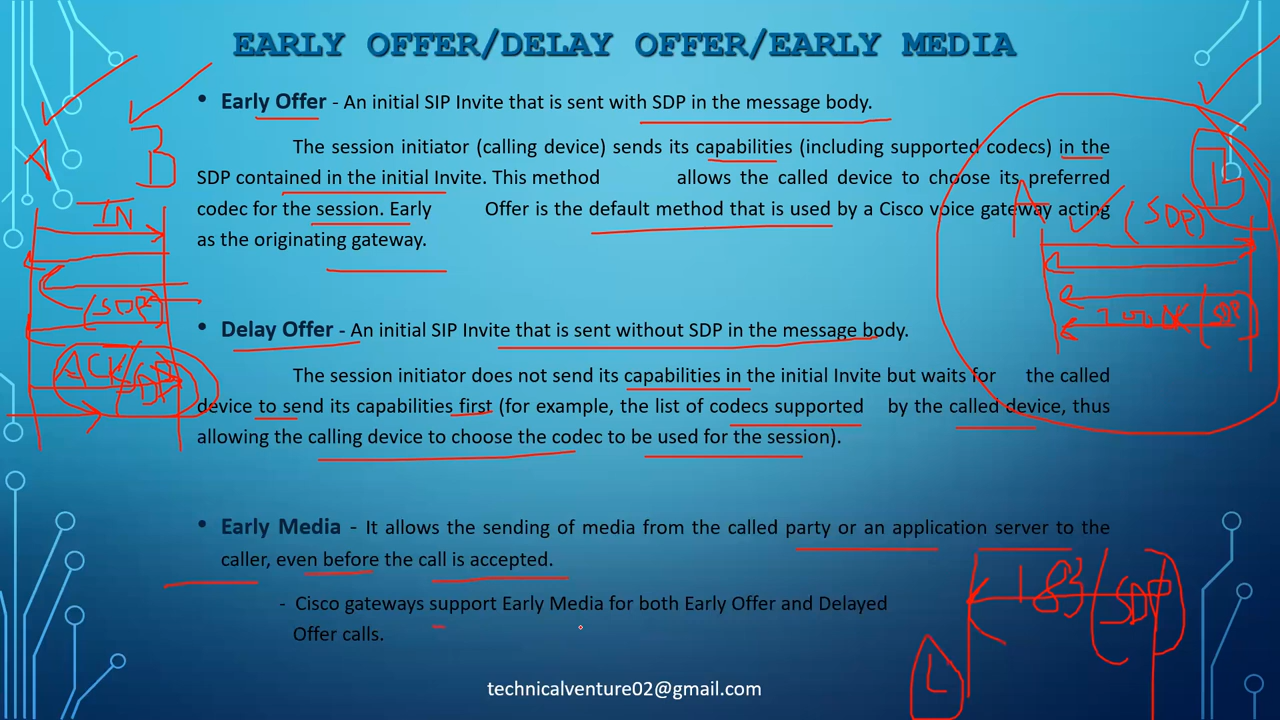 EARLY OFFER/DELAY OFFER/EARLY MEDIA
• Early Offer - An initial SIP Invite that is sent with SDP in the message body.
The session initiator (calling device) sends its capabilities (including supported codecs) in the
SDP contained in the initial Invite. This method allows the called device to choose its preferred
codec for the session. Early Offer is the default method that is used by a Cisco voice gateway acting
as the originating gateway.
• Delay Offer - An initial SIP Invite that is sent without SDP in the message body.
The session initiator does not send its capabilities in the initial Invite but waits for the called
device to send its capabilities first (for example, the list of codecs supported by the called device, thus
allowing the calling device to choose the codec to be used for the session).
• Early Media - It allows the sending of media from the called party or an application server to the
caller, even before the call is accepted.
- Cisco gateways support Early Media for both Early Offer and Delayed
Offer calls.
technicalventure02@gmail.com
A B
IN
(SDP)
ACK/SDP
A B
(SDP)
200 OK (SDP)
183/SDP
L